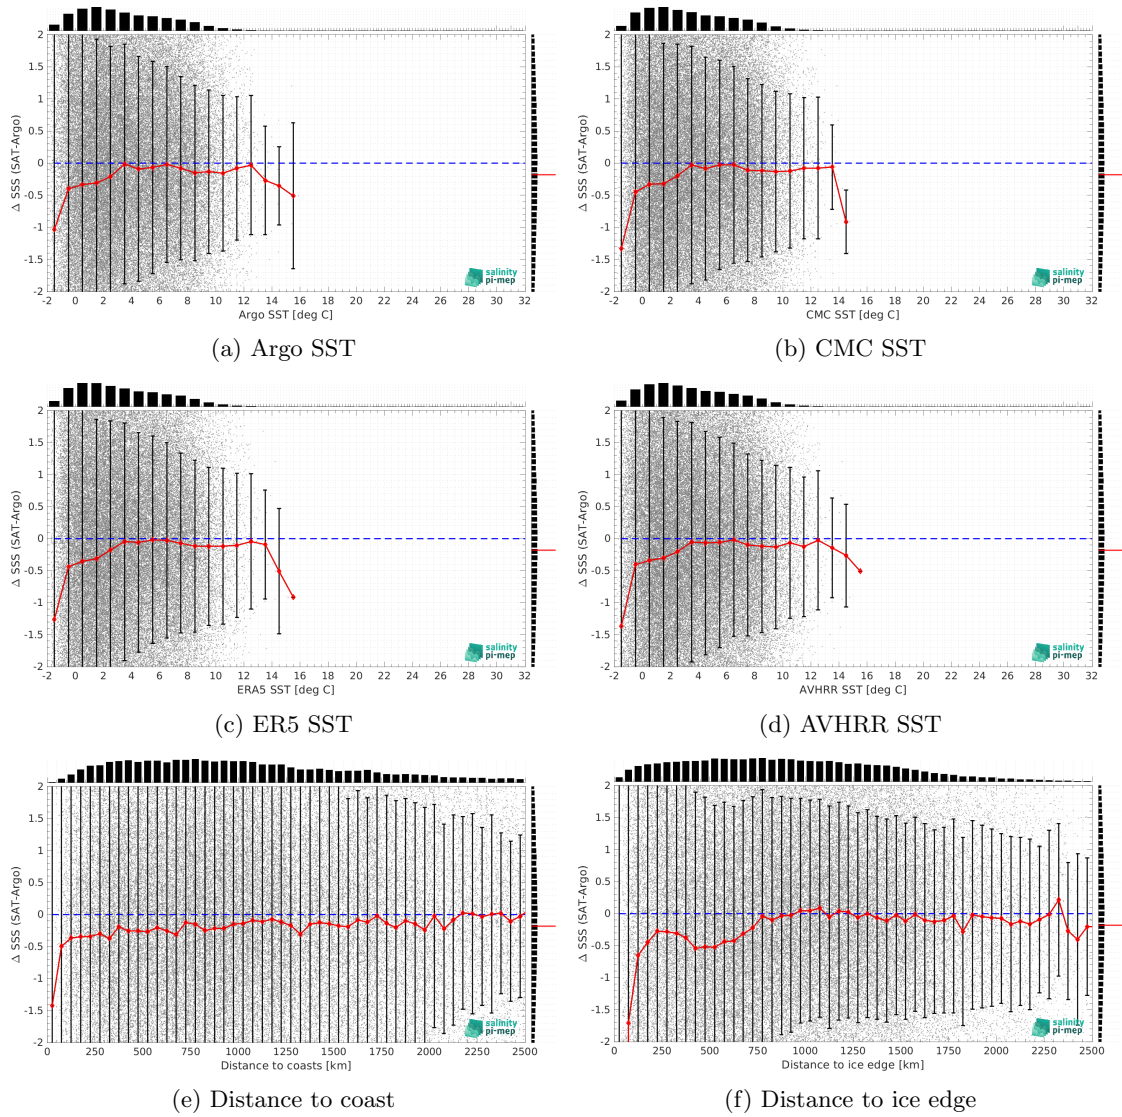 2
1.5
1
0.5
0
-0.5
-1
-1.5
-2
Δ SSS (SAT-Argo)
-2 0 2 4 6 8 10 12 14 16 18 20 22 24 26 28 30 32
Argo SST [deg C]
salinity
pi-mep
(a) Argo SST
2
1.5
1
0.5
0
-0.5
-1
-1.5
-2
Δ SSS (SAT-Argo)
-2 0 2 4 6 8 10 12 14 16 18 20 22 24 26 28 30 32
CMC SST [deg C]
salinity
pi-mep
(b) CMC SST
2
1.5
1
0.5
0
-0.5
-1
-1.5
-2
Δ SSS (SAT-Argo)
-2 0 2 4 6 8 10 12 14 16 18 20 22 24 26 28 30 32
ERA5 SST [deg C]
salinity
pi-mep
(c) ER5 SST
2
1.5
1
0.5
0
-0.5
-1
-1.5
-2
Δ SSS (SAT-Argo)
-2 0 2 4 6 8 10 12 14 16 18 20 22 24 26 28 30 32
AVHRR SST [deg C]
salinity
pi-mep
(d) AVHRR SST
2
1.5
1
0.5
0
-0.5
-1
-1.5
-2
Δ SSS (SAT-Argo)
0 250 500 750 1000 1250 1500 1750 2000 2250 2500
Distance to coasts [km]
salinity
pi-mep
(e) Distance to coast
2
1.5
1
0.5
0
-0.5
-1
-1.5
-2
Δ SSS (SAT-Argo)
0 250 500 750 1000 1250 1500 1750 2000 2250 2500
Distance to ice edge [km]
salinity
pi-mep
(f) Distance to ice edge